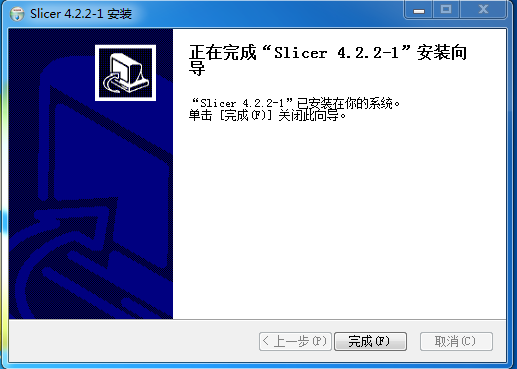 Slicer 4.2.2-1 安装
正在完成“Slicer 4.2.2-1”安装向
导
“Slicer 4.2.2-1”已安装在你的系统。
单击 [完成(F)] 关闭此向导。
< 上一步(P) 完成(F) 取消(C)